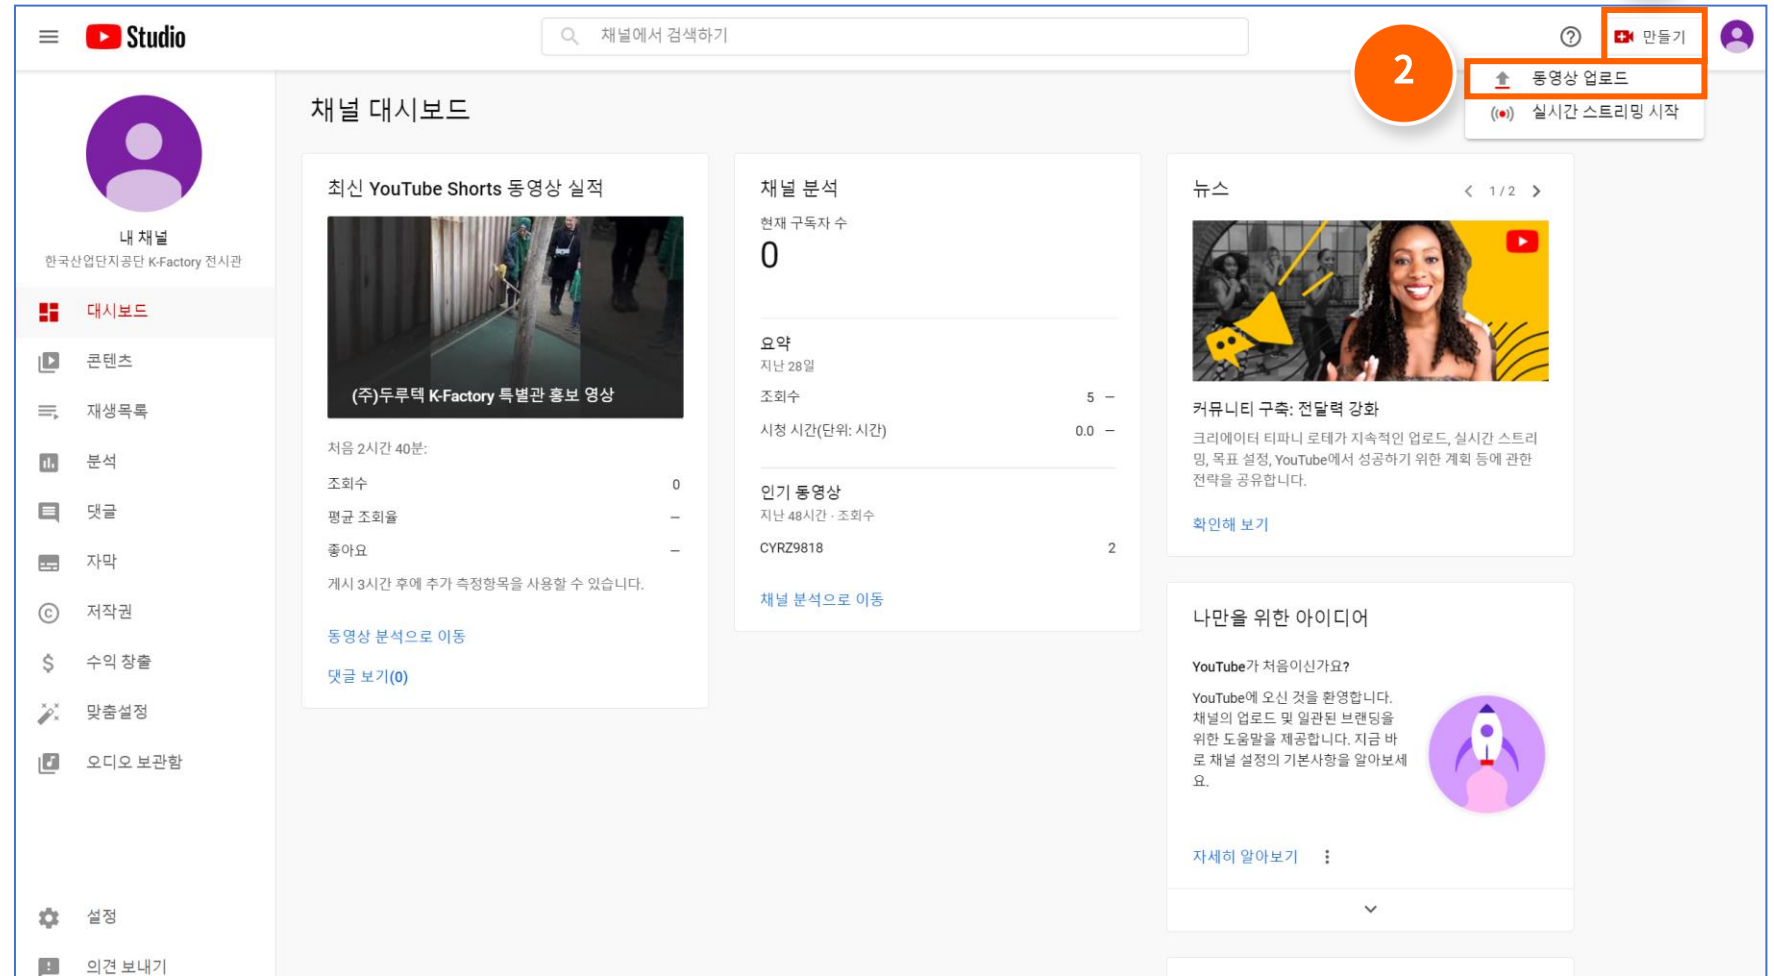 Studio
채널에서 검색하기
만들기
2
동영상 업로드
실시간 스트리밍 시작
내 채널
한국산업단지공단 K-Factory 전시관
대시보드
콘텐츠
재생목록
분석
댓글
자막
저작권
수익 창출
맞춤설정
오디오 보관함
설정
의견 보내기
채널 대시보드
최신 YouTube Shorts 동영상 실적
(주)두루텍 K-Factory 특별관 홍보 영상
처음 2시간 40분:
조회수 0
평균 조회율 –
좋아요 –
게시 3시간 후에 추가 측정항목을 사용할 수 있습니다.
동영상 분석으로 이동
댓글 보기(0)
채널 분석
현재 구독자 수
0
요약
지난 28일
조회수 5 –
시청 시간(단위: 시간) 0.0 –
인기 동영상
지난 48시간 · 조회수
CYRZ9818 2
채널 분석으로 이동
뉴스 1 / 2
커뮤니티 구축: 전달력 강화
크리에이터 티파니 로테가 지속적인 업로드, 실시간 스트리
밍, 목표 설정, YouTube에서 성공하기 위한 계획 등에 관한
전략을 공유합니다.
확인해 보기
나만을 위한 아이디어
YouTube가 처음이신가요?
YouTube에 오신 것을 환영합니다.
채널의 업로드 및 일관된 브랜딩을
위한 도움말을 제공합니다. 지금 바
로 채널 설정의 기본사항을 알아보세
요.
자세히 알아보기